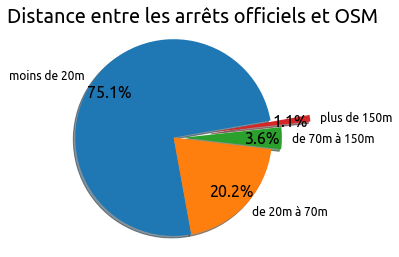 Distance entre les arrêts officiels et OSM
moins de 20m
75.1%
1.1%
plus de 150m
3.6%
de 70m à 150m
20.2%
de 20m à 70m